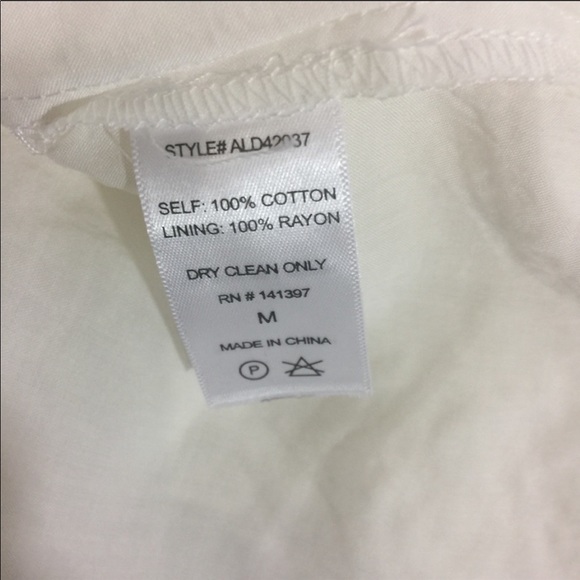 STYLE# ALD42037
SELF: 100% COTTON
LINING: 100% RAYON
DRY CLEAN ONLY
RN # 141397
M
MADE IN CHINA
P